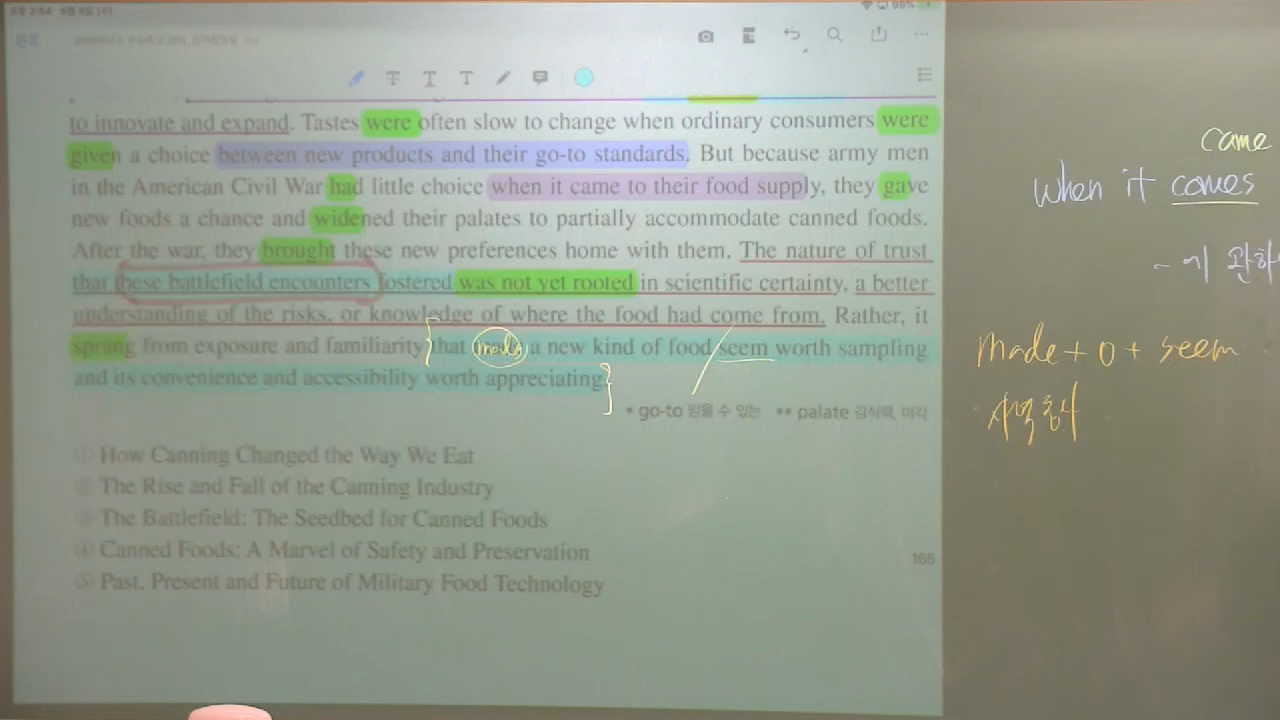 to innovate and expand. Tastes were often slow to change when ordinary consumers were
given a choice between new products and their go-to standards. But because army men
in the American Civil War had little choice when it came to their food supply, they gave
new foods a chance and widened their palates to partially accommodate canned foods.
After the war, they brought these new preferences home with them. The nature of trust
that these battlefield encounters fostered was not yet rooted in scientific certainty, a better
understanding of the risks, or knowledge of where the food had come from. Rather, it
sprang from exposure and familiarity that made a new kind of food seem worth sampling
and its convenience and accessibility worth appreciating.
* go-to 믿을 수 있는 ** palate 감식력, 미각
① How Canning Changed the Way We Eat
② The Rise and Fall of the Canning Industry
③ The Battlefield: The Seedbed for Canned Foods
④ Canned Foods: A Marvel of Safety and Preservation
⑤ Past, Present and Future of Military Food Technology
165
came
when it comes
~에 관하
made + O + seem
사역동사